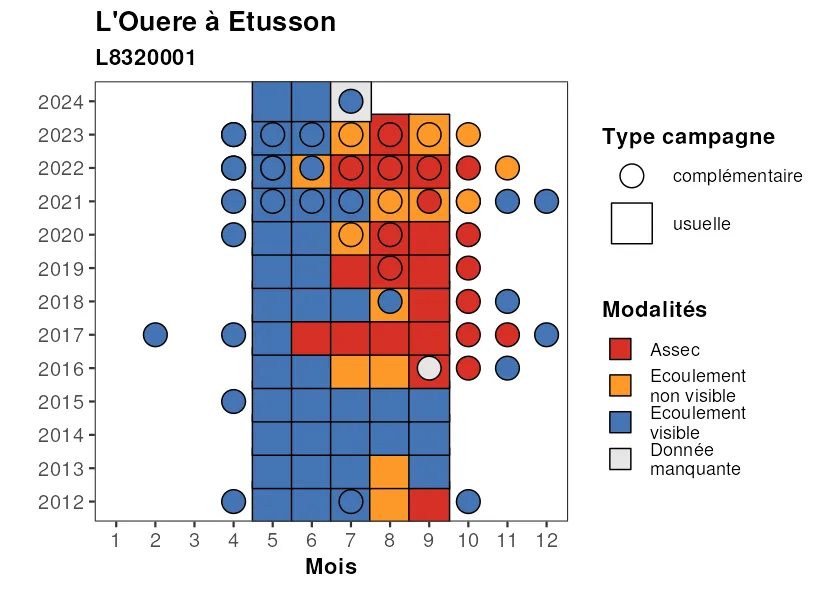 L'Ouere à Etusson
L8320001
2024
2023
2022
2021
2020
2019
2018
2017
2016
2015
2014
2013
2012
1 2 3 4 5 6 7 8 9 10 11 12
Mois
Type campagne
complémentaire
usuelle
Modalités
Assec
Ecoulement
non visible
Ecoulement
visible
Donnée
manquante